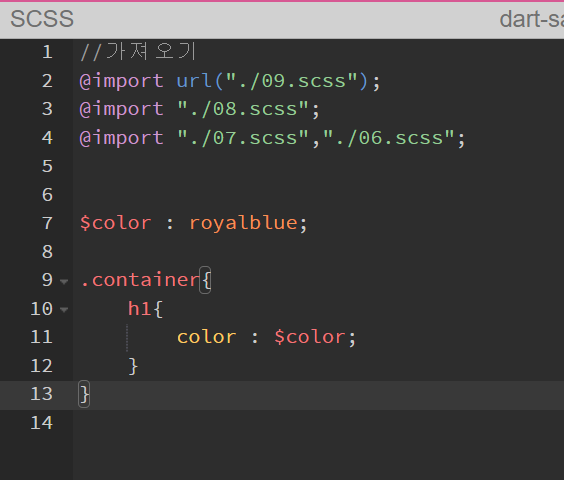 SCSS dart-sa
1 //가져오기
2 @import url("./09.scss");
3 @import "./08.scss";
4 @import "./07.scss","./06.scss";
5
6
7 $color : royalblue;
8
9 .container{
10 h1{
11 color : $color;
12 }
13 }
14